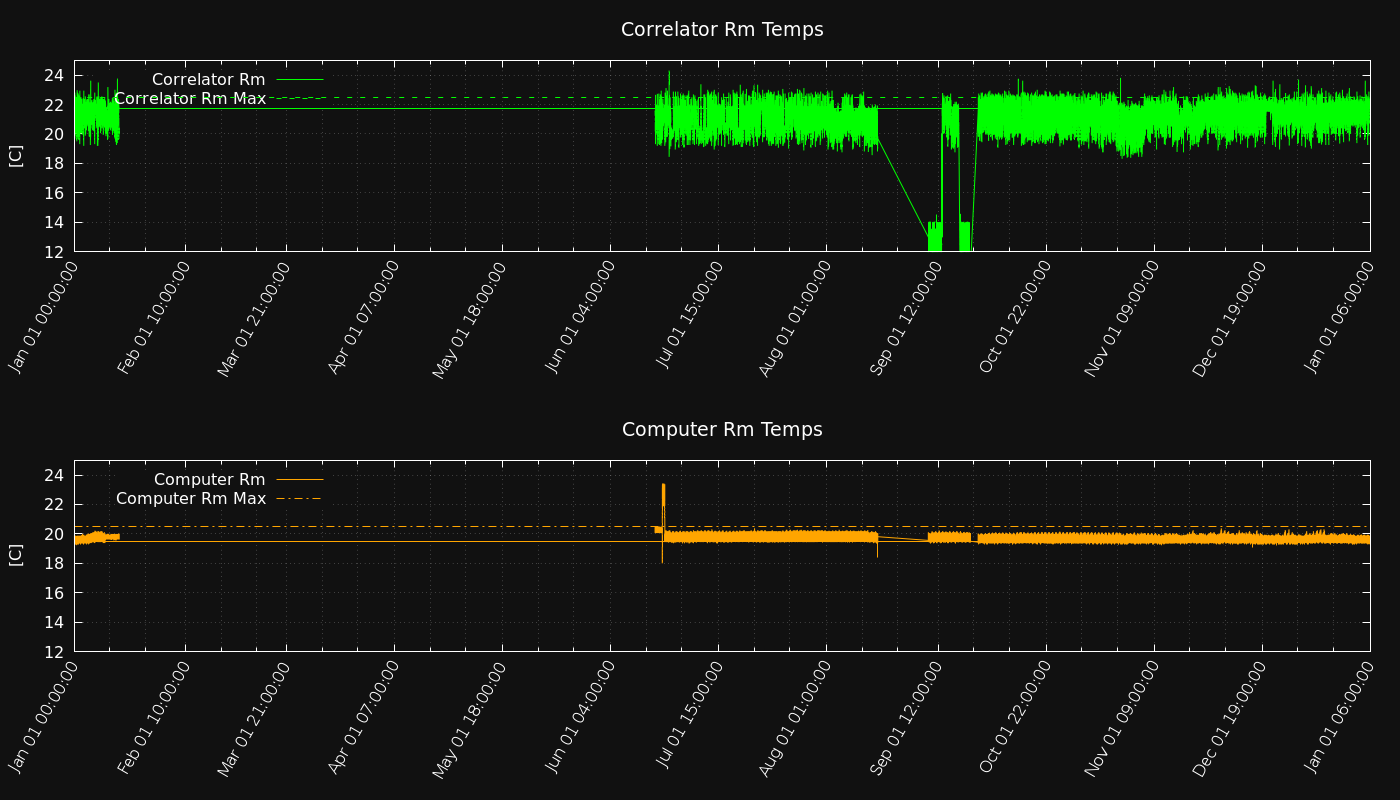 Correlator Rm Temps
Correlator Rm
Correlator Rm Max
24
22
20
18
16
14
12
[C]
Jan 01 00:00:00
Feb 01 10:00:00
Mar 01 21:00:00
Apr 01 07:00:00
May 01 18:00:00
Jun 01 04:00:00
Jul 01 15:00:00
Aug 01 01:00:00
Sep 01 12:00:00
Oct 01 22:00:00
Nov 01 09:00:00
Dec 01 19:00:00
Jan 01 06:00:00
Computer Rm Temps
Computer Rm
Computer Rm Max
24
22
20
18
16
14
12
[C]
Jan 01 00:00:00
Feb 01 10:00:00
Mar 01 21:00:00
Apr 01 07:00:00
May 01 18:00:00
Jun 01 04:00:00
Jul 01 15:00:00
Aug 01 01:00:00
Sep 01 12:00:00
Oct 01 22:00:00
Nov 01 09:00:00
Dec 01 19:00:00
Jan 01 06:00:00